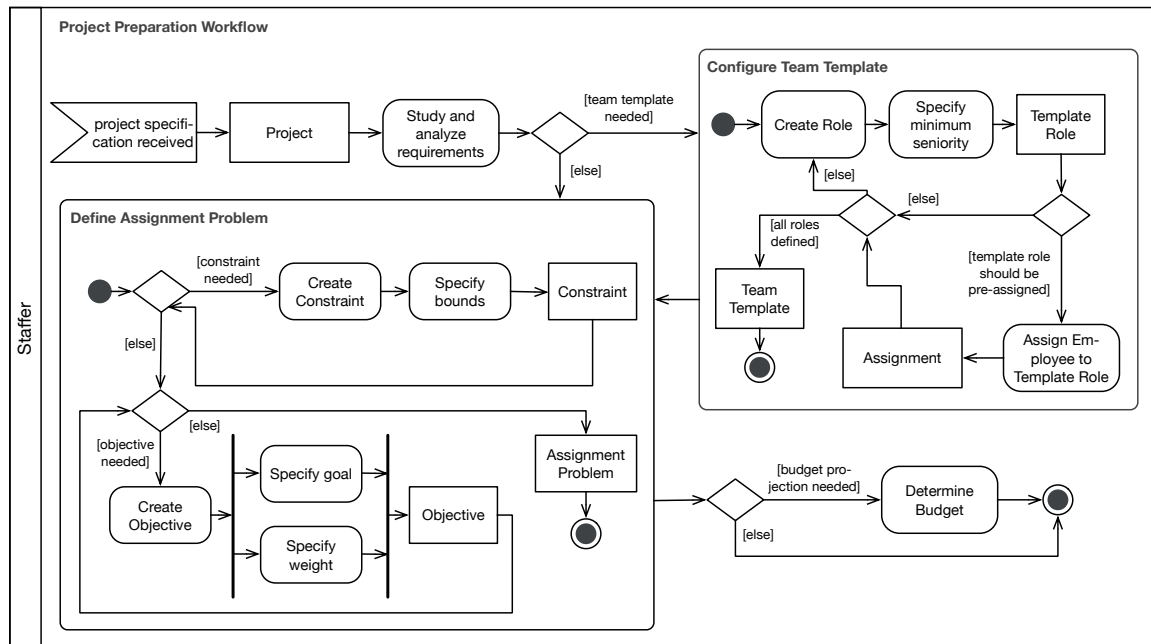 Project Preparation Workflow
Staffer
project specifi-
cation received
Project
Study and
analyze
requirements
[team template
needed]
[else]
Configure Team Template
Create Role
Specify
minimum
seniority
Template
Role
[else]
[else]
[all roles
defined]
[template role
should be
pre-assigned]
Team
Template
Assignment
Assign Em-
ployee to
Template Role
Define Assignment Problem
[constraint
needed]
Create
Constraint
Specify
bounds
Constraint
[else]
[else]
[objective
needed]
Create
Objective
Specify goal
Specify
weight
Objective
Assignment
Problem
[budget pro-
jection needed]
Determine
Budget
[else]